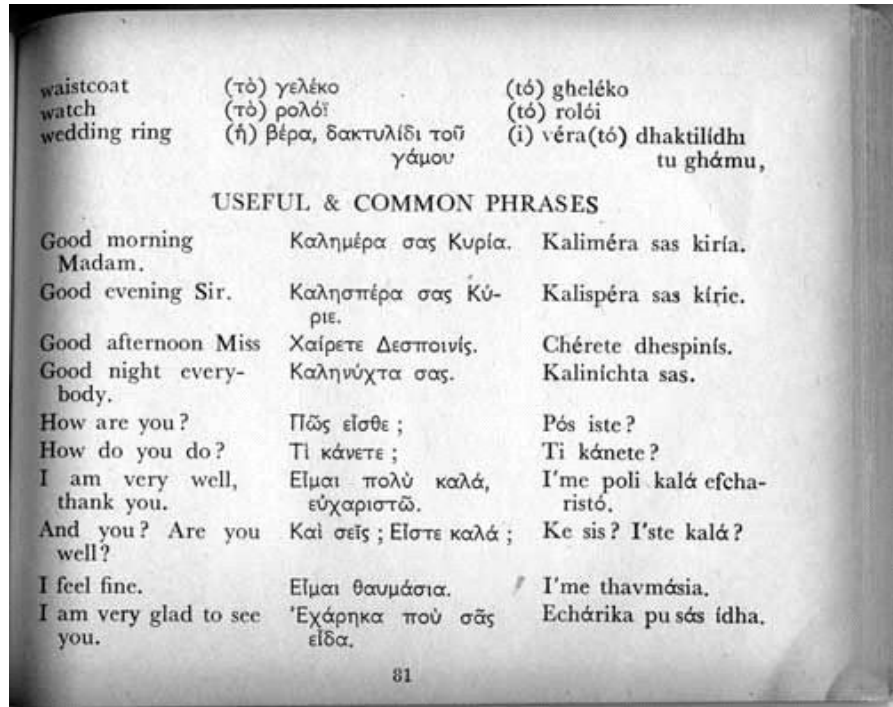 waistcoat (τὸ) γελέκο (tó) gheléko
watch (τὸ) ρολόϊ (tó) rolói
wedding ring (ἡ) βέρα, δακτυλίδι τοῦ (i) véra(tó) dhaktilídhi
γάμου tu ghámu,
USEFUL & COMMON PHRASES
Good morning Καλημέρα σας Κυρία. Kaliméra sas kiría.
Madam.
Good evening Sir. Καλησπέρα σας Κύ- Kalispéra sas kírie.
ριε.
Good afternoon Miss Χαίρετε Δεσποινίς. Chérete dhespinís.
Good night every- Καληνύχτα σας. Kaliníchta sas.
body.
How are you? Πῶς εἶσθε ; Pós iste?
How do you do? Τὶ κάνετε ; Ti kánete?
I am very well, Εἶμαι πολὺ καλά, I'me poli kalá efcha-
thank you. εὐχαριστῶ. ristó.
And you? Are you Καὶ σεῖς ; Εἶστε καλά ; Ke sis? I'ste kalá?
well?
I feel fine. Εἶμαι θαυμάσια. I'me thavmásia.
I am very glad to see Ἐχάρηκα ποὺ σᾶς Echárika pu sás ídha.
you. εἶδα.
81